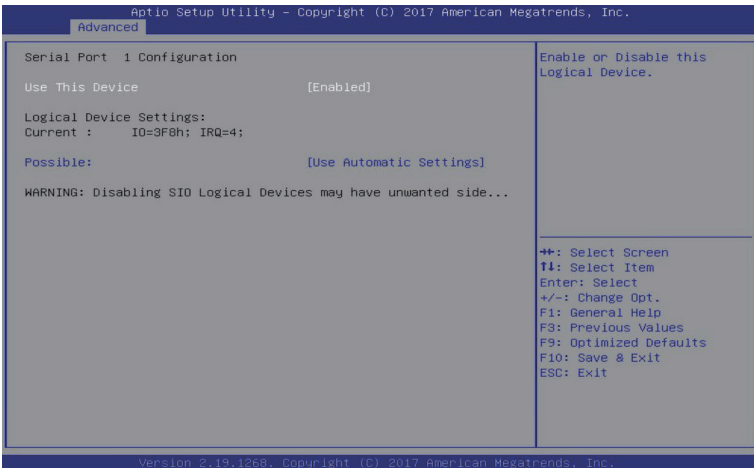 Aptio Setup Utility – Copyright (C) 2017 American Megatrends, Inc.
Advanced
Serial Port 1 Configuration
Use This Device [Enabled]
Logical Device Settings:
Current : IO=3F8h; IRQ=4;
Possible: [Use Automatic Settings]
WARNING: Disabling SIO Logical Devices may have unwanted side...
Enable or Disable this
Logical Device.
→←: Select Screen
↑↓: Select Item
Enter: Select
+/-: Change Opt.
F1: General Help
F3: Previous Values
F9: Optimized Defaults
F10: Save & Exit
ESC: Exit
Version 2.19.1268. Copyright (C) 2017 American Megatrends, Inc.